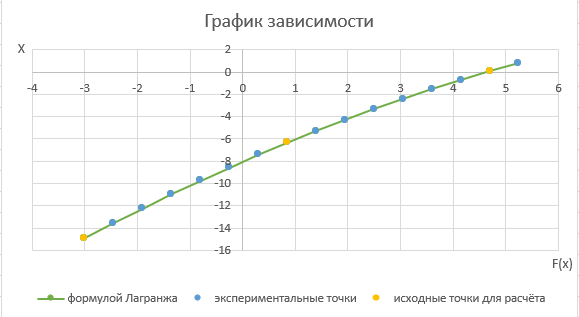 График зависимости
X
2
0
-2
-4
-6
-8
-10
-12
-14
-16
-4 -3 -2 -1 0 1 2 3 4 5 6
F(x)
формулой Лагранжа экспериментальные точки исходные точки для расчёта